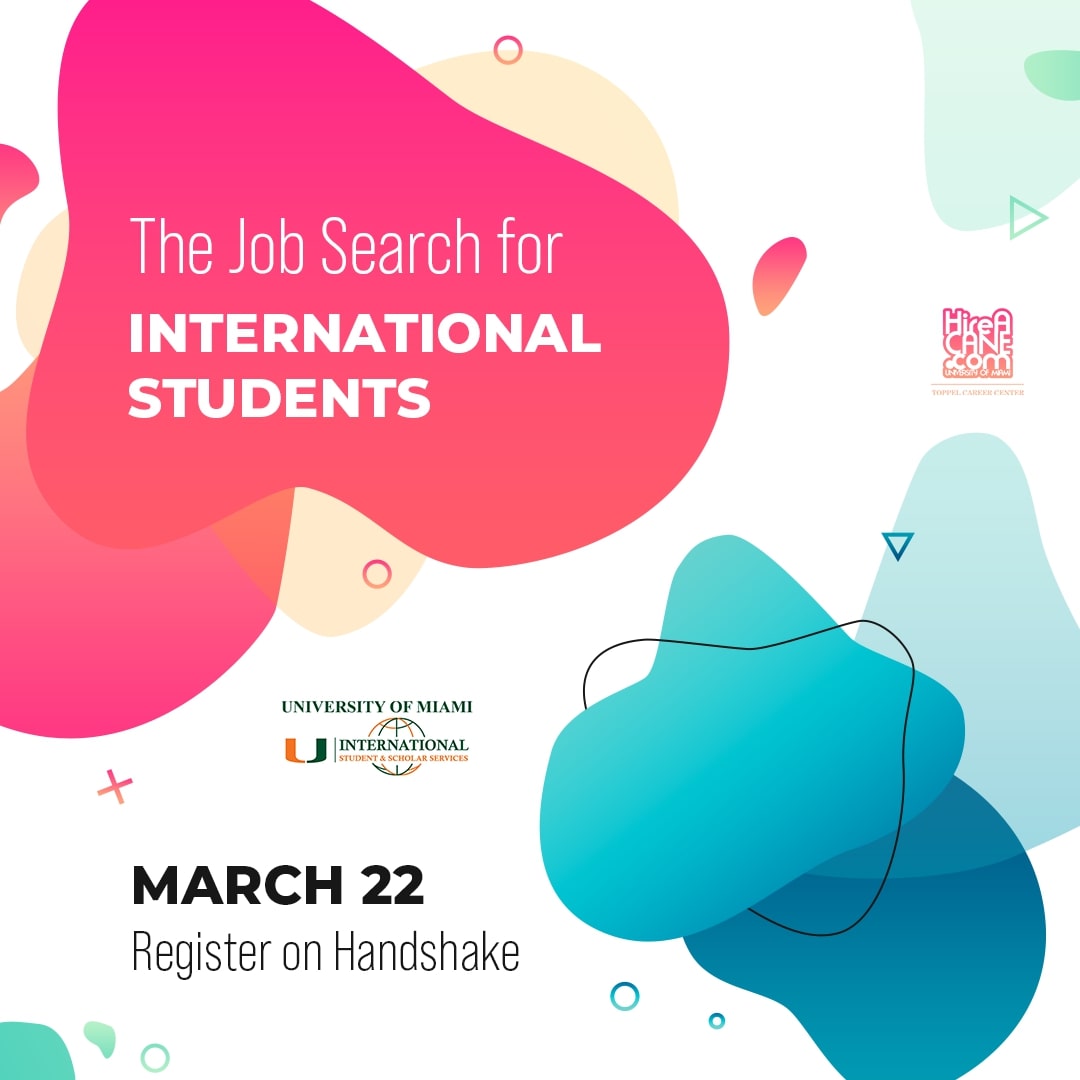 The Job Search for
INTERNATIONAL
STUDENTS
HireA
CANE
.com
UNIVERSITY OF MIAMI
TOPPEL CAREER CENTER
UNIVERSITY OF MIAMI
U
INTERNATIONAL
STUDENT & SCHOLAR SERVICES
MARCH 22
Register on Handshake